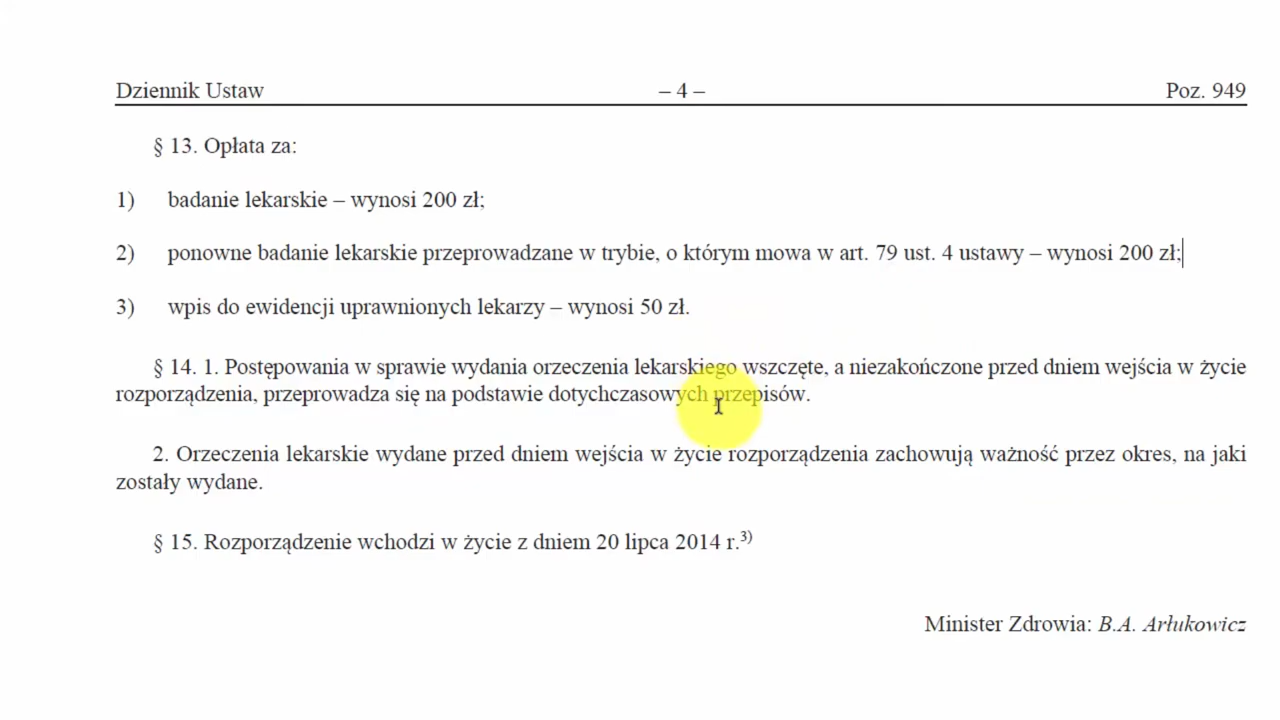 Dziennik Ustaw – 4 – Poz. 949
§ 13. Opłata za:
1) badanie lekarskie – wynosi 200 zł;
2) ponowne badanie lekarskie przeprowadzane w trybie, o którym mowa w art. 79 ust. 4 ustawy – wynosi 200 zł;
3) wpis do ewidencji uprawnionych lekarzy – wynosi 50 zł.
§ 14. 1. Postępowania w sprawie wydania orzeczenia lekarskiego wszczęte, a niezakończone przed dniem wejścia w życie
rozporządzenia, przeprowadza się na podstawie dotychczasowych przepisów.
2. Orzeczenia lekarskie wydane przed dniem wejścia w życie rozporządzenia zachowują ważność przez okres, na jaki
zostały wydane.
§ 15. Rozporządzenie wchodzi w życie z dniem 20 lipca 2014 r.3)
Minister Zdrowia: B.A. Arłukowicz